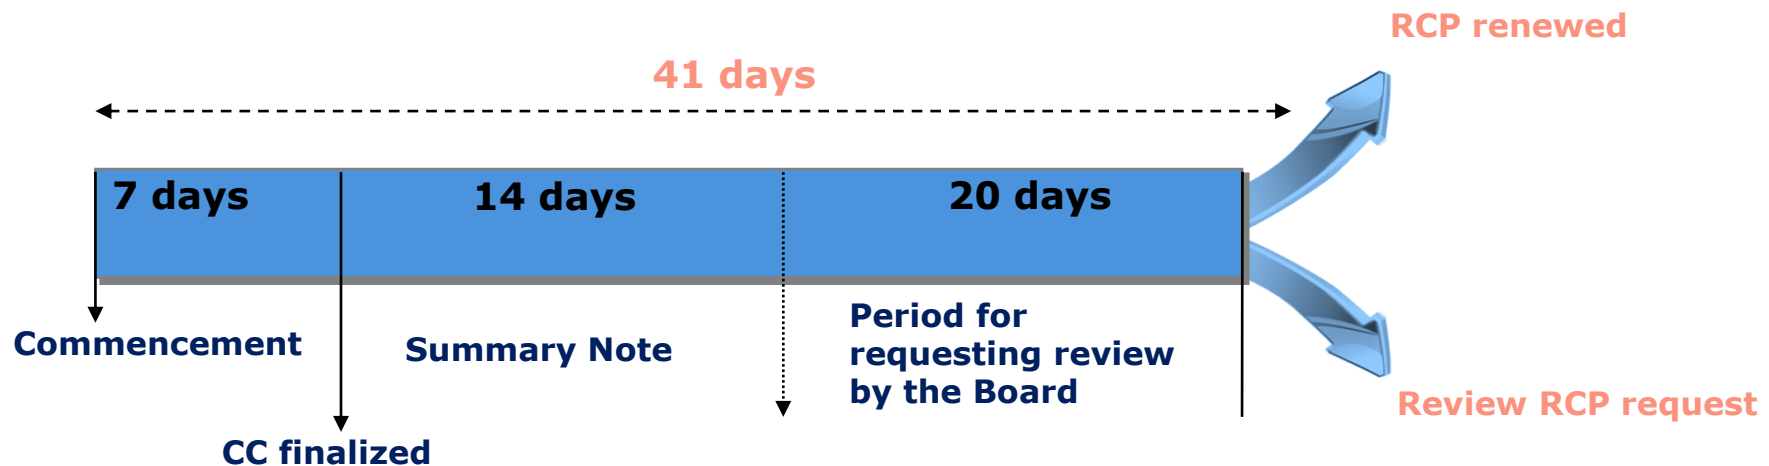 RCP renewed
41 days
7 days
14 days
20 days
Commencement
Summary Note
Period for
requesting review
by the Board
Review RCP request
CC finalized